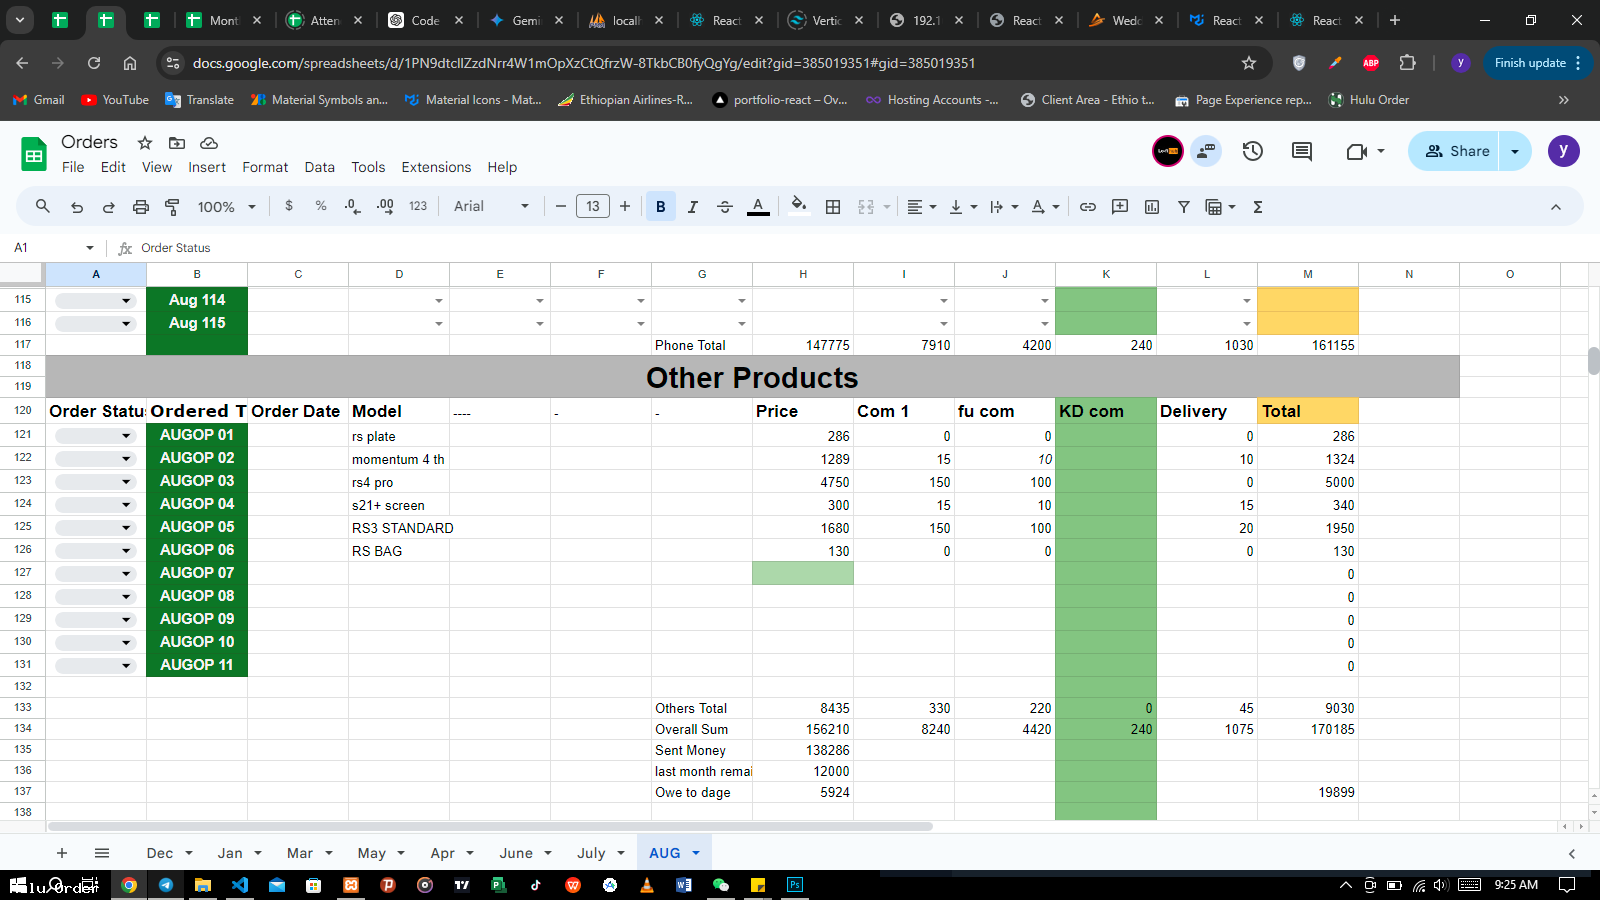 Month
Atten
Code
Gemi
localh
React
Vertic
192.1
React
Wedd
React
React
docs.google.com/spreadsheets/d/1PN9dtcllZzdNrr4W1mOpXzCtQfrzW-8TkbCB0fyQgYg/edit?gid=385019351#gid=385019351
ABP
y
Finish update
Gmail
YouTube
Translate
Material Symbols an...
Material Icons - Mat...
Ethiopian Airlines-R...
portfolio-react – Ov...
Hosting Accounts -...
Client Area - Ethio t...
Page Experience rep...
Hulu Order
Orders
File Edit View Insert Format Data Tools Extensions Help
Share
y
100% $ % .0 .00 123 Arial 13 B I A
A1 fx Order Status
A B C D E F G H I J K L M N O
115 Aug 114
116 Aug 115
117 Phone Total 147775 7910 4200 240 1030 161155
118
119
Other Products
120 Order Statu Ordered T Order Date Model ---- - - Price Com 1 fu com KD com Delivery Total
121 AUGOP 01 rs plate 286 0 0 0 286
122 AUGOP 02 momentum 4 th 1289 15 10 10 1324
123 AUGOP 03 rs4 pro 4750 150 100 0 5000
124 AUGOP 04 s21+ screen 300 15 10 15 340
125 AUGOP 05 RS3 STANDARD 1680 150 100 20 1950
126 AUGOP 06 RS BAG 130 0 0 0 130
127 AUGOP 07 0
128 AUGOP 08 0
129 AUGOP 09 0
130 AUGOP 10 0
131 AUGOP 11 0
132
133 Others Total 8435 330 220 0 45 9030
134 Overall Sum 156210 8240 4420 240 1075 170185
135 Sent Money 138286
136 last month remai 12000
137 Owe to dage 5924 19899
138
Dec Jan Mar May Apr June July AUG
lu Order
9:25 AM